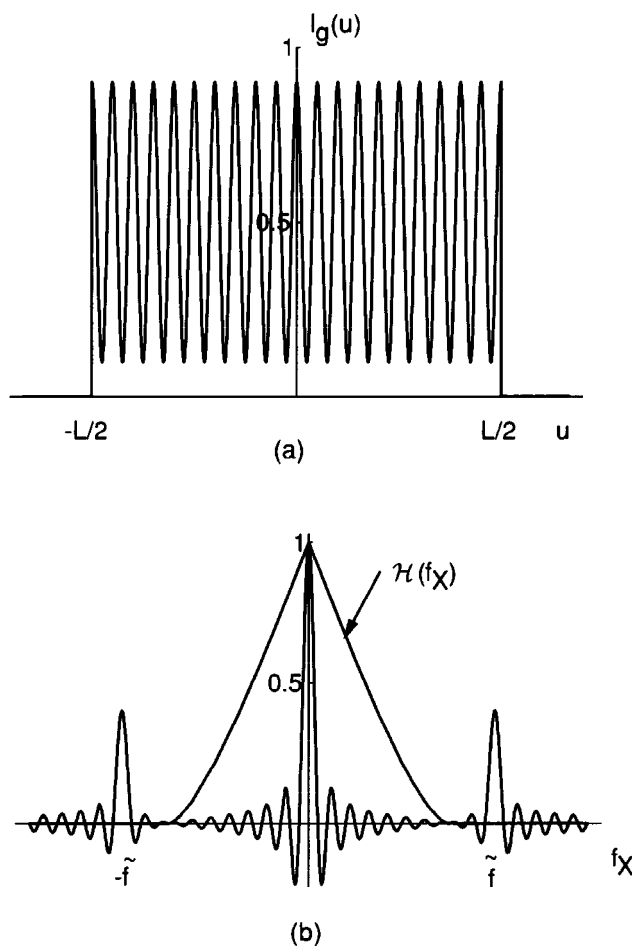 I_g(u)
1
0.5
-L/2
L/2
u
(a)
1
ℋ(f_X)
0.5
-f̃
f̃
f_X
(b)